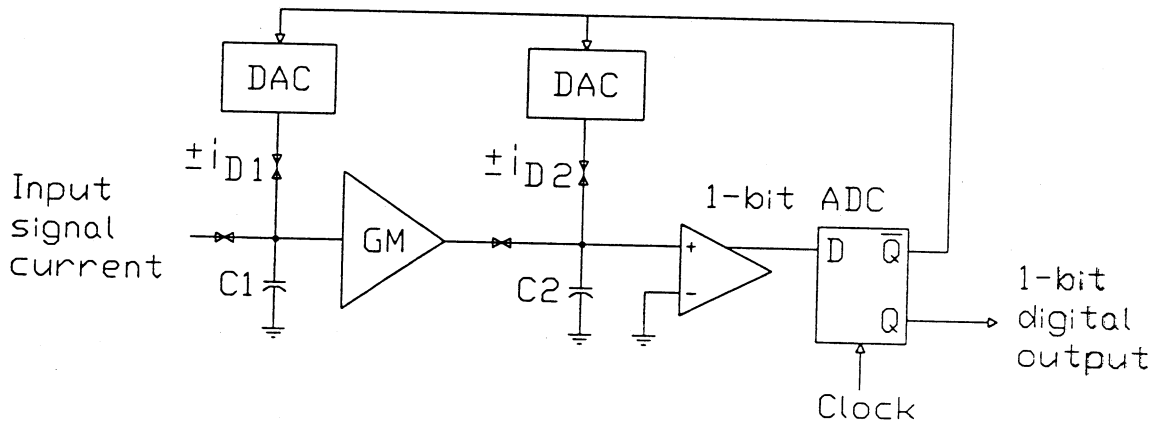 DAC
DAC
±iD1
±iD2
Input
signal
current
GM
C1
C2
1-bit ADC
+
-
D
Q̅
Q
1-bit
digital
output
Clock